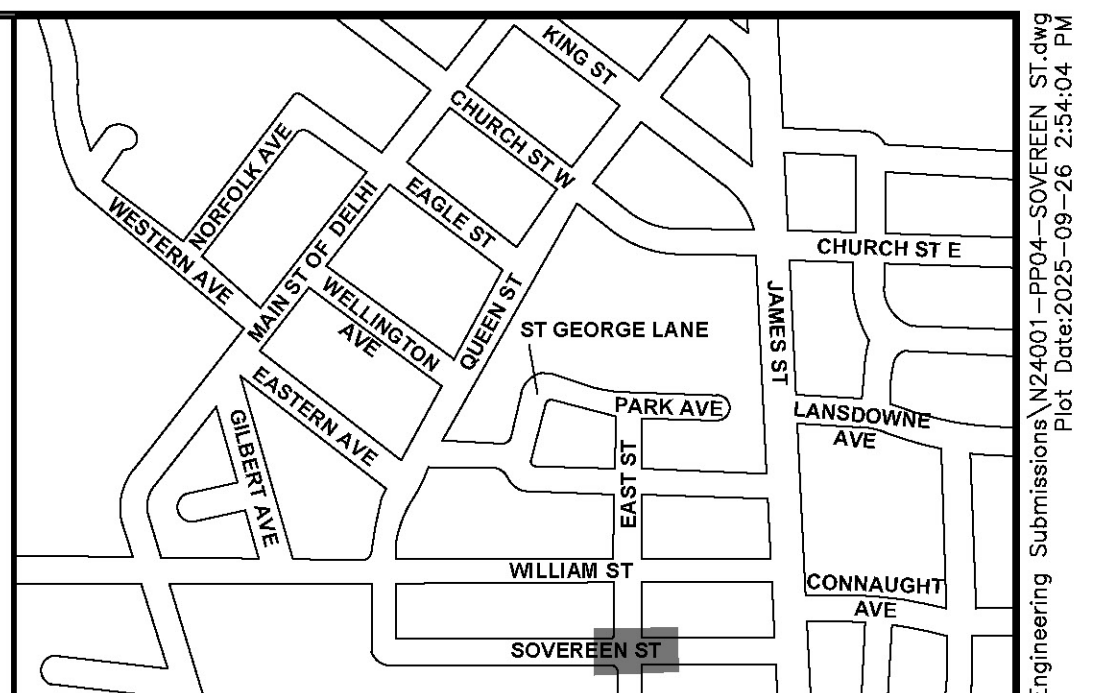 KING ST
CHURCH ST W
NORFOLK AVE
EAGLE ST
WESTERN AVE
MAIN ST OF DELHI
CHURCH ST E
WELLINGTON
AVE
QUEEN ST
JAMES ST
ST GEORGE LANE
PARK AVE
LANSDOWNE
AVE
EASTERN AVE
GILBERT AVE
EAST ST
WILLIAM ST
CONNAUGHT
AVE
SOVEREEN ST
Engineering Submissions\N24001-PP04-SOVEREEN ST.dwg
Plot Date:2025-09-26 2:54:04 PM